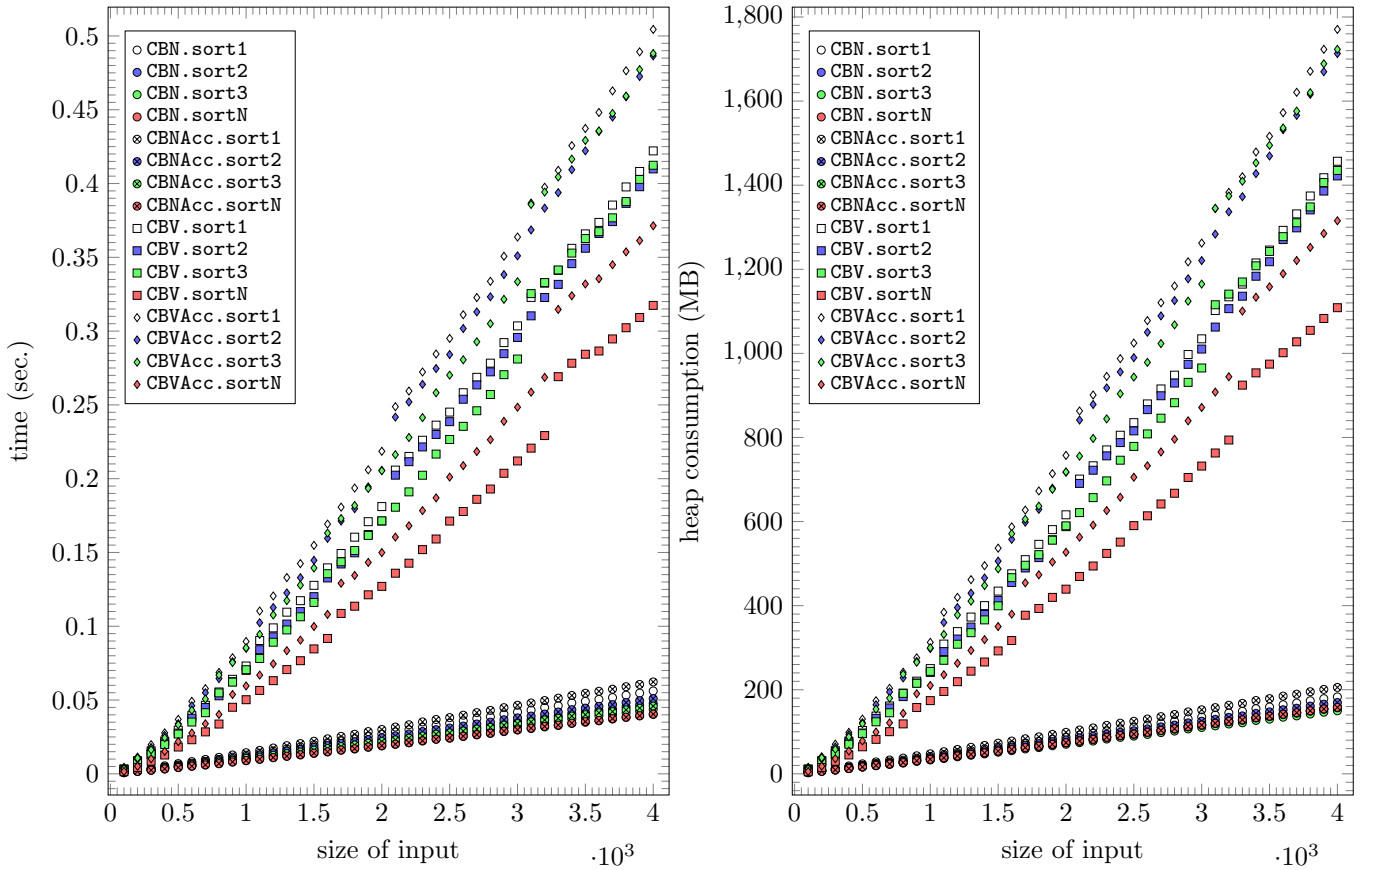 0.5
0.45
0.4
0.35
0.3
0.25
0.2
0.15
0.1
0.05
0
time (sec.)
CBN.sort1
CBN.sort2
CBN.sort3
CBN.sortN
CBNAcc.sort1
CBNAcc.sort2
CBNAcc.sort3
CBNAcc.sortN
CBV.sort1
CBV.sort2
CBV.sort3
CBV.sortN
CBVAcc.sort1
CBVAcc.sort2
CBVAcc.sort3
CBVAcc.sortN
0 0.5 1 1.5 2 2.5 3 3.5 4
size of input
·10³
1,800
1,600
1,400
1,200
1,000
800
600
400
200
0
heap consumption (MB)
CBN.sort1
CBN.sort2
CBN.sort3
CBN.sortN
CBNAcc.sort1
CBNAcc.sort2
CBNAcc.sort3
CBNAcc.sortN
CBV.sort1
CBV.sort2
CBV.sort3
CBV.sortN
CBVAcc.sort1
CBVAcc.sort2
CBVAcc.sort3
CBVAcc.sortN
0 0.5 1 1.5 2 2.5 3 3.5 4
size of input
·10³